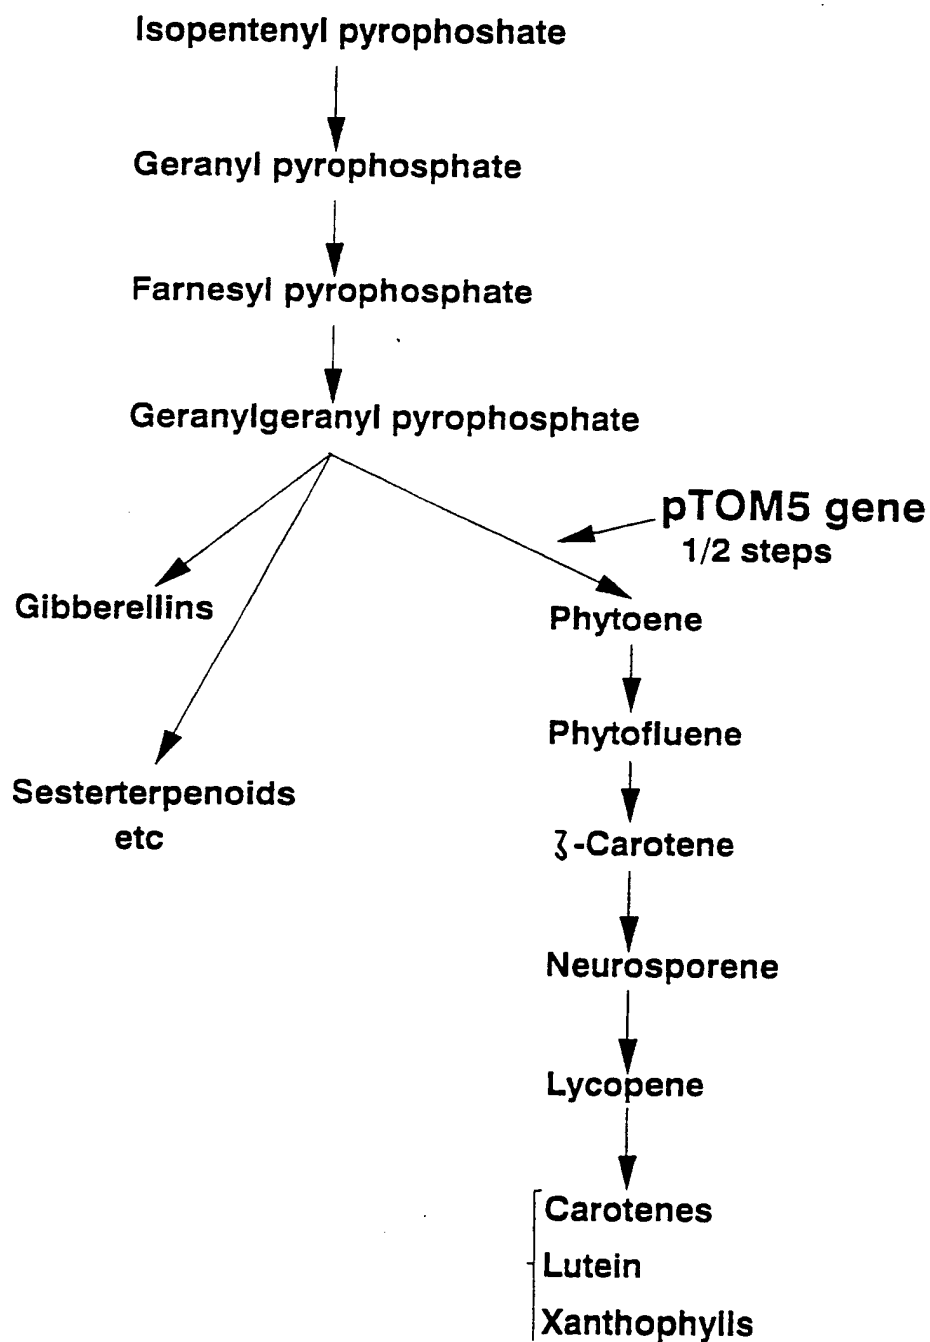 Isopentenyl pyrophoshate
Geranyl pyrophosphate
Farnesyl pyrophosphate
Geranylgeranyl pyrophosphate
pTOM5 gene
1/2 steps
Gibberellins
Phytoene
Phytofluene
Sesterterpenoids
etc
ζ-Carotene
Neurosporene
Lycopene
Carotenes
Lutein
Xanthophylls